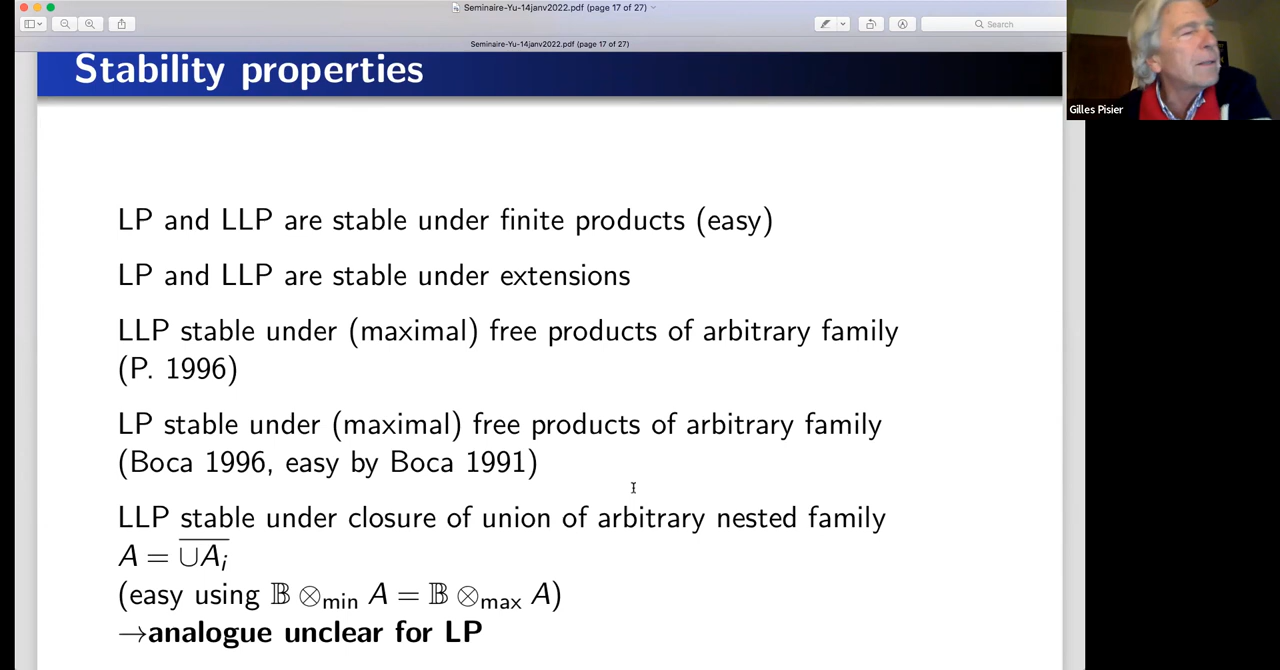 Seminaire-Yu-14janv2022.pdf (page 17 of 27)
Search
Seminaire-Yu-14janv2022.pdf (page 17 of 27)
Stability properties
Gilles Pisier
LP and LLP are stable under finite products (easy)
LP and LLP are stable under extensions
LLP stable under (maximal) free products of arbitrary family
(P. 1996)
LP stable under (maximal) free products of arbitrary family
(Boca 1996, easy by Boca 1991)
LLP stable under closure of union of arbitrary nested family
A = \overline{∪A_i}
(easy using 𝔹 ⊗_min A = 𝔹 ⊗_max A)
→analogue unclear for LP